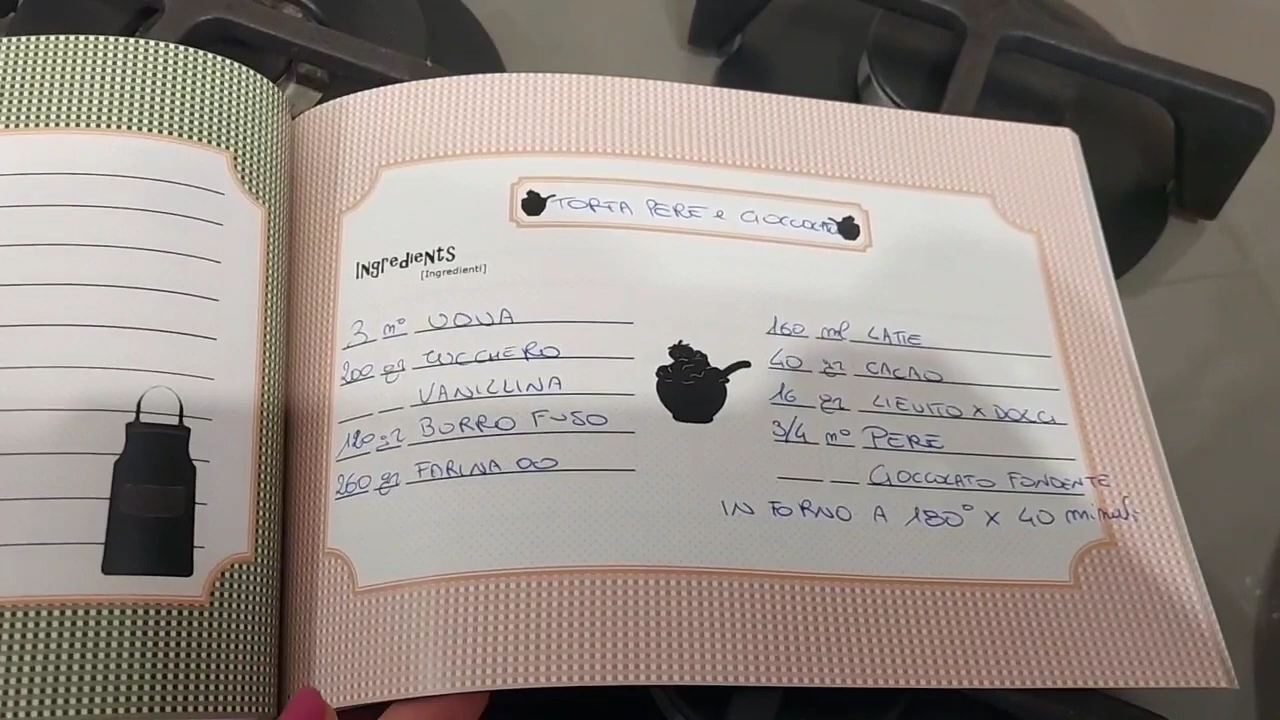 TORTA PERE e CIOCCOLATO
INGREDIENTS
[Ingredienti]
3 n° UOVA
200 gr ZUCCHERO
VANILLINA
120 gr BURRO FUSO
260 gr FARINA 00
160 ml LATTE
40 gr CACAO
16 gr LIEVITO X DOLCI
3/4 n° PERE
CIOCCOLATO FONDENTE
IN FORNO A 180° X 40 minuti